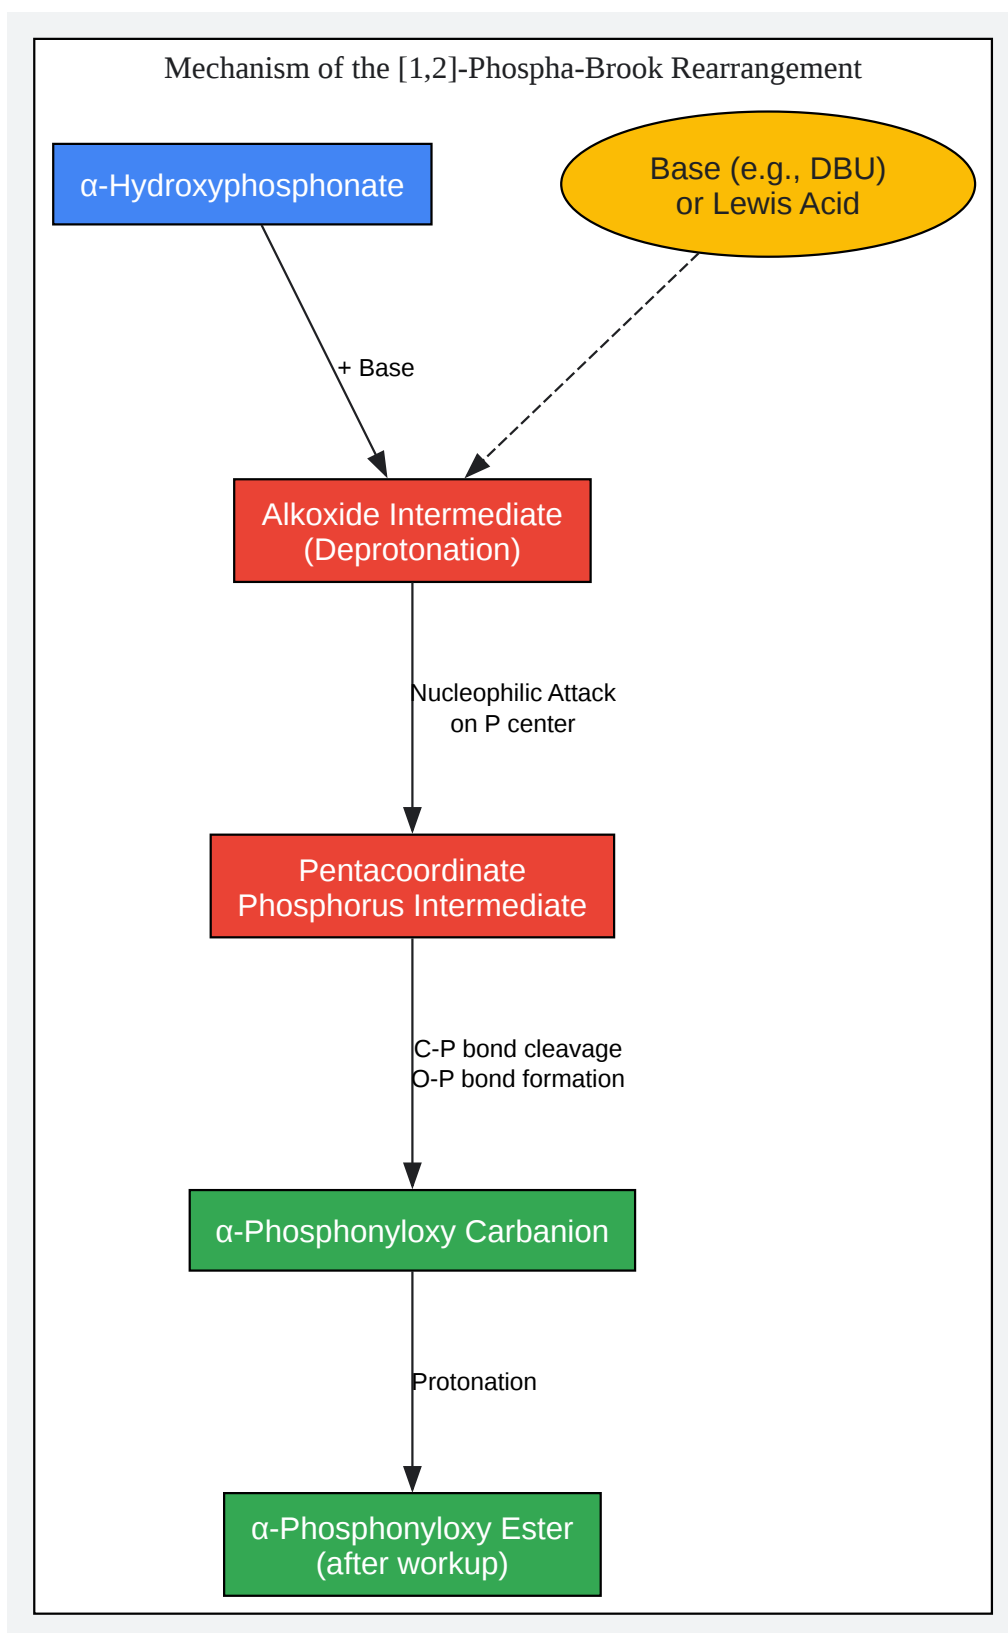 Mechanism of the [1,2]-Phospha-Brook Rearrangement
α-Hydroxyphosphonate
Base (e.g., DBU)
or Lewis Acid
+ Base
Alkoxide Intermediate
(Deprotonation)
Nucleophilic Attack
on P center
Pentacoordinate
Phosphorus Intermediate
C-P bond cleavage
O-P bond formation
α-Phosphonyloxy Carbanion
Protonation
α-Phosphonyloxy Ester
(after workup)